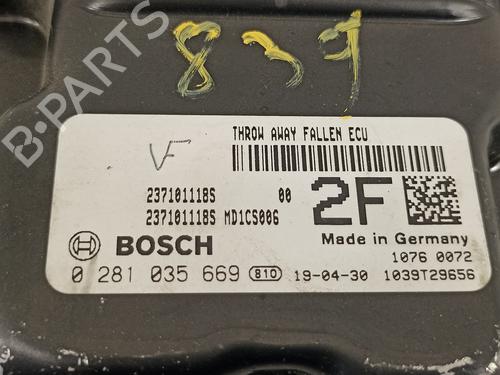 839
THROW AWAY FALLEN ECU
VF
237101118S 00
237101118S MD1CS006
2F
BOSCH
Made in Germany
1076 0072
0 281 035 669 810 19-04-30 1039T29656
B-PARTS